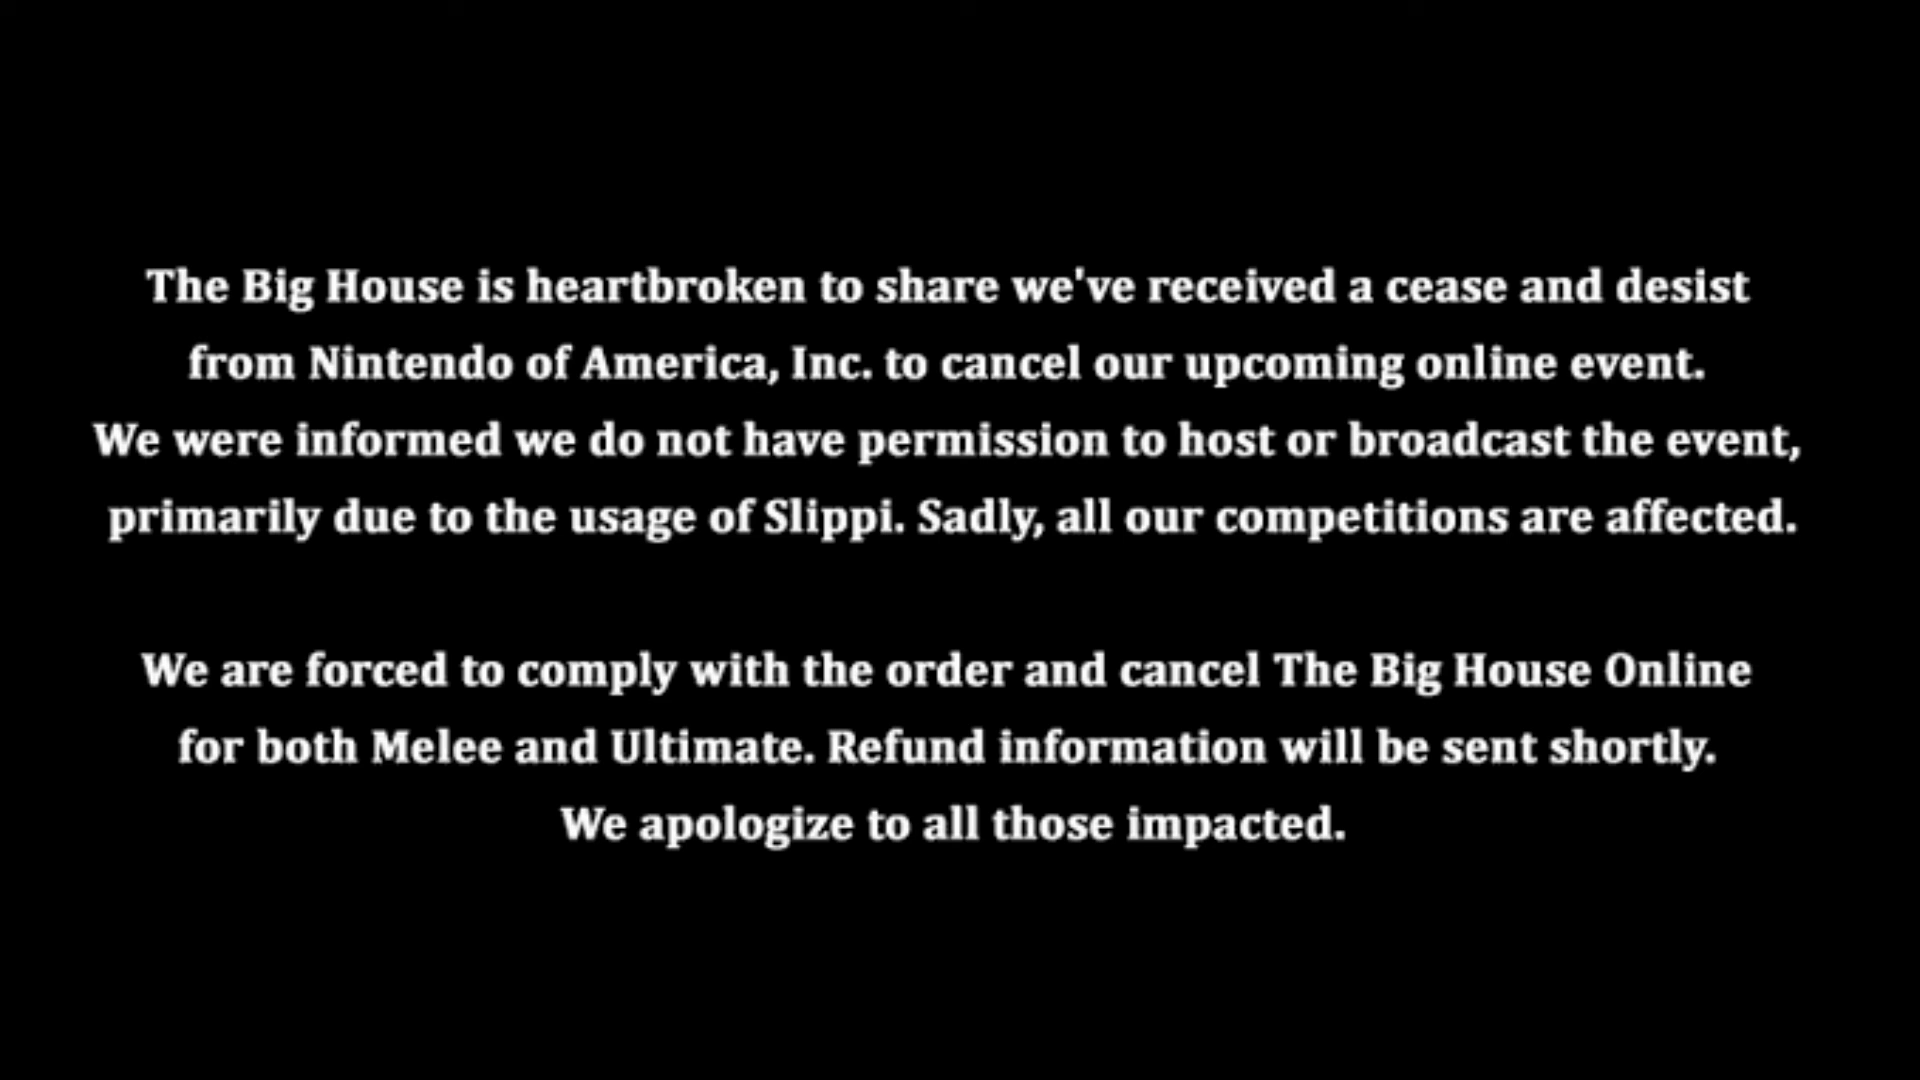 The Big House is heartbroken to share we've received a cease and desist
from Nintendo of America, Inc. to cancel our upcoming online event.
We were informed we do not have permission to host or broadcast the event,
primarily due to the usage of Slippi. Sadly, all our competitions are affected.
We are forced to comply with the order and cancel The Big House Online
for both Melee and Ultimate. Refund information will be sent shortly.
We apologize to all those impacted.